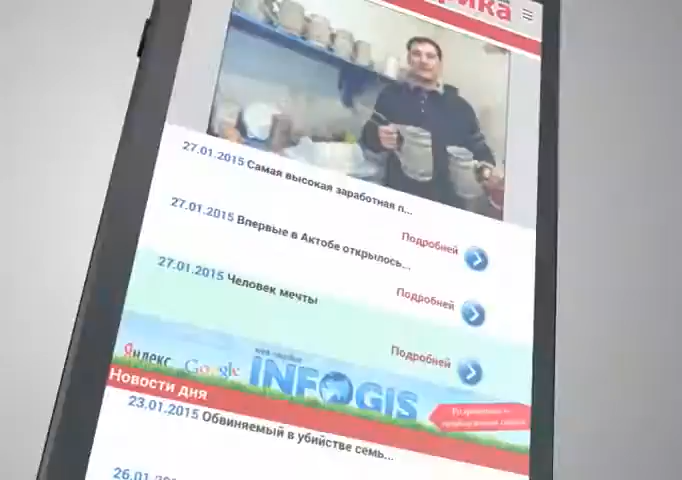 рика
27.01.2015 Самая высокая заработная п...
Подробней
27.01.2015 Впервые в Актобе открылось...
Подробней
27.01.2015 Человек мечты
Подробней
Яндекс Google INFOGIS
Новости дня
23.01.2015 Обвиняемый в убийстве семь...
26.01